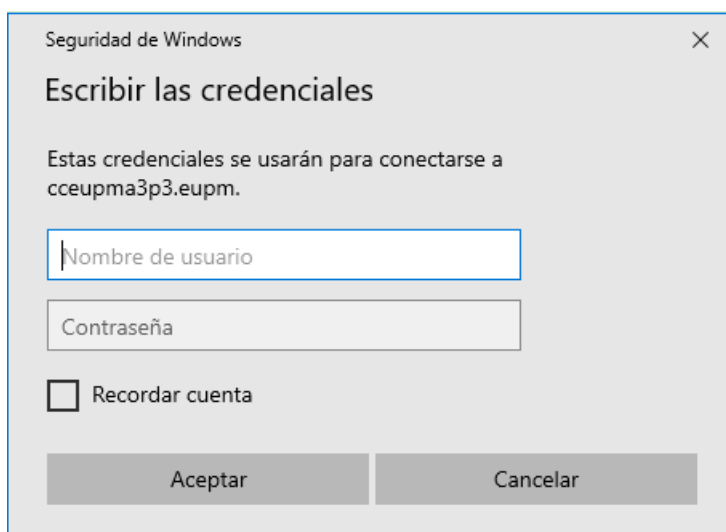 Seguridad de Windows
Escribir las credenciales
Estas credenciales se usarán para conectarse a
cceupma3p3.eupm.
Nombre de usuario
Contraseña
Recordar cuenta
Aceptar
Cancelar